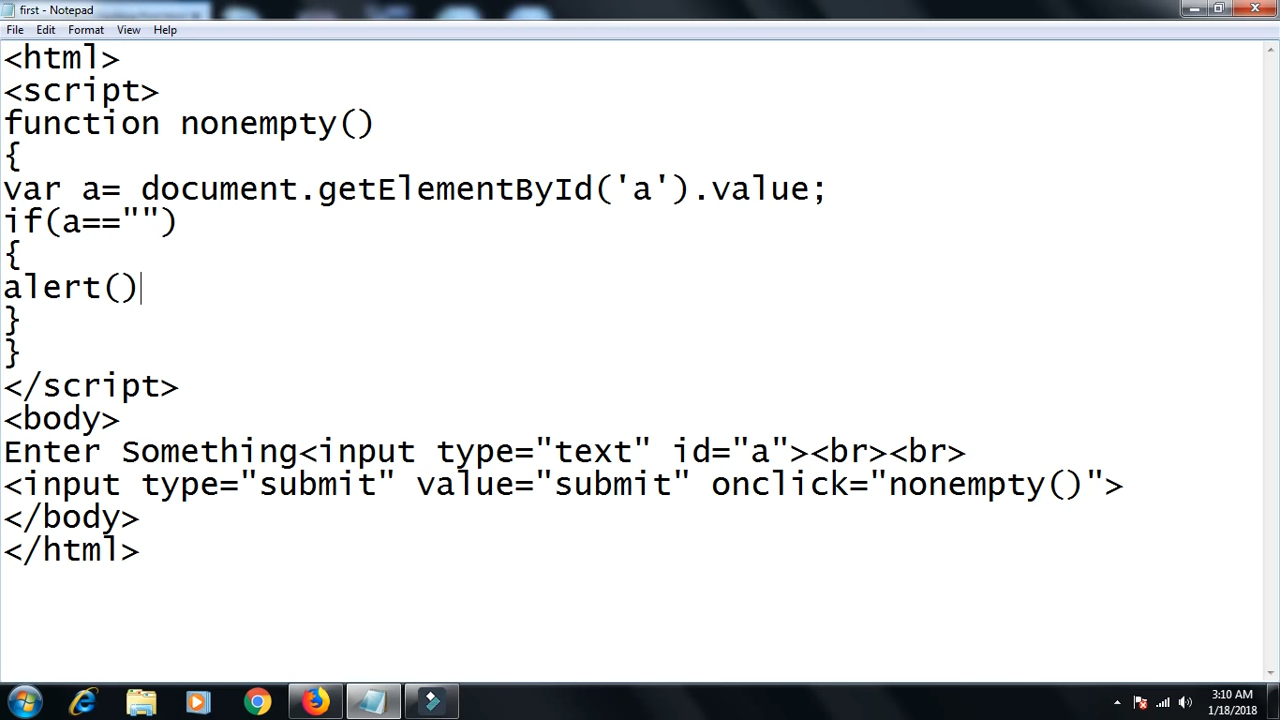 first - Notepad
File Edit Format View Help
<html>
<script>
function nonempty()
{
var a= document.getElementById('a').value;
if(a=="")
{
alert()
}
}
</script>
<body>
Enter Something<input type="text" id="a"><br><br>
<input type="submit" value="submit" onclick="nonempty()">
</body>
</html>
3:10 AM
1/18/2018